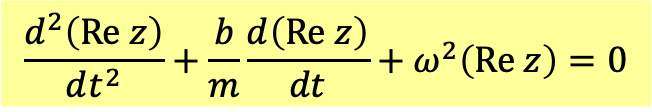 d²(Re z)/dt² + b/m d(Re z)/dt + ω²(Re z) = 0